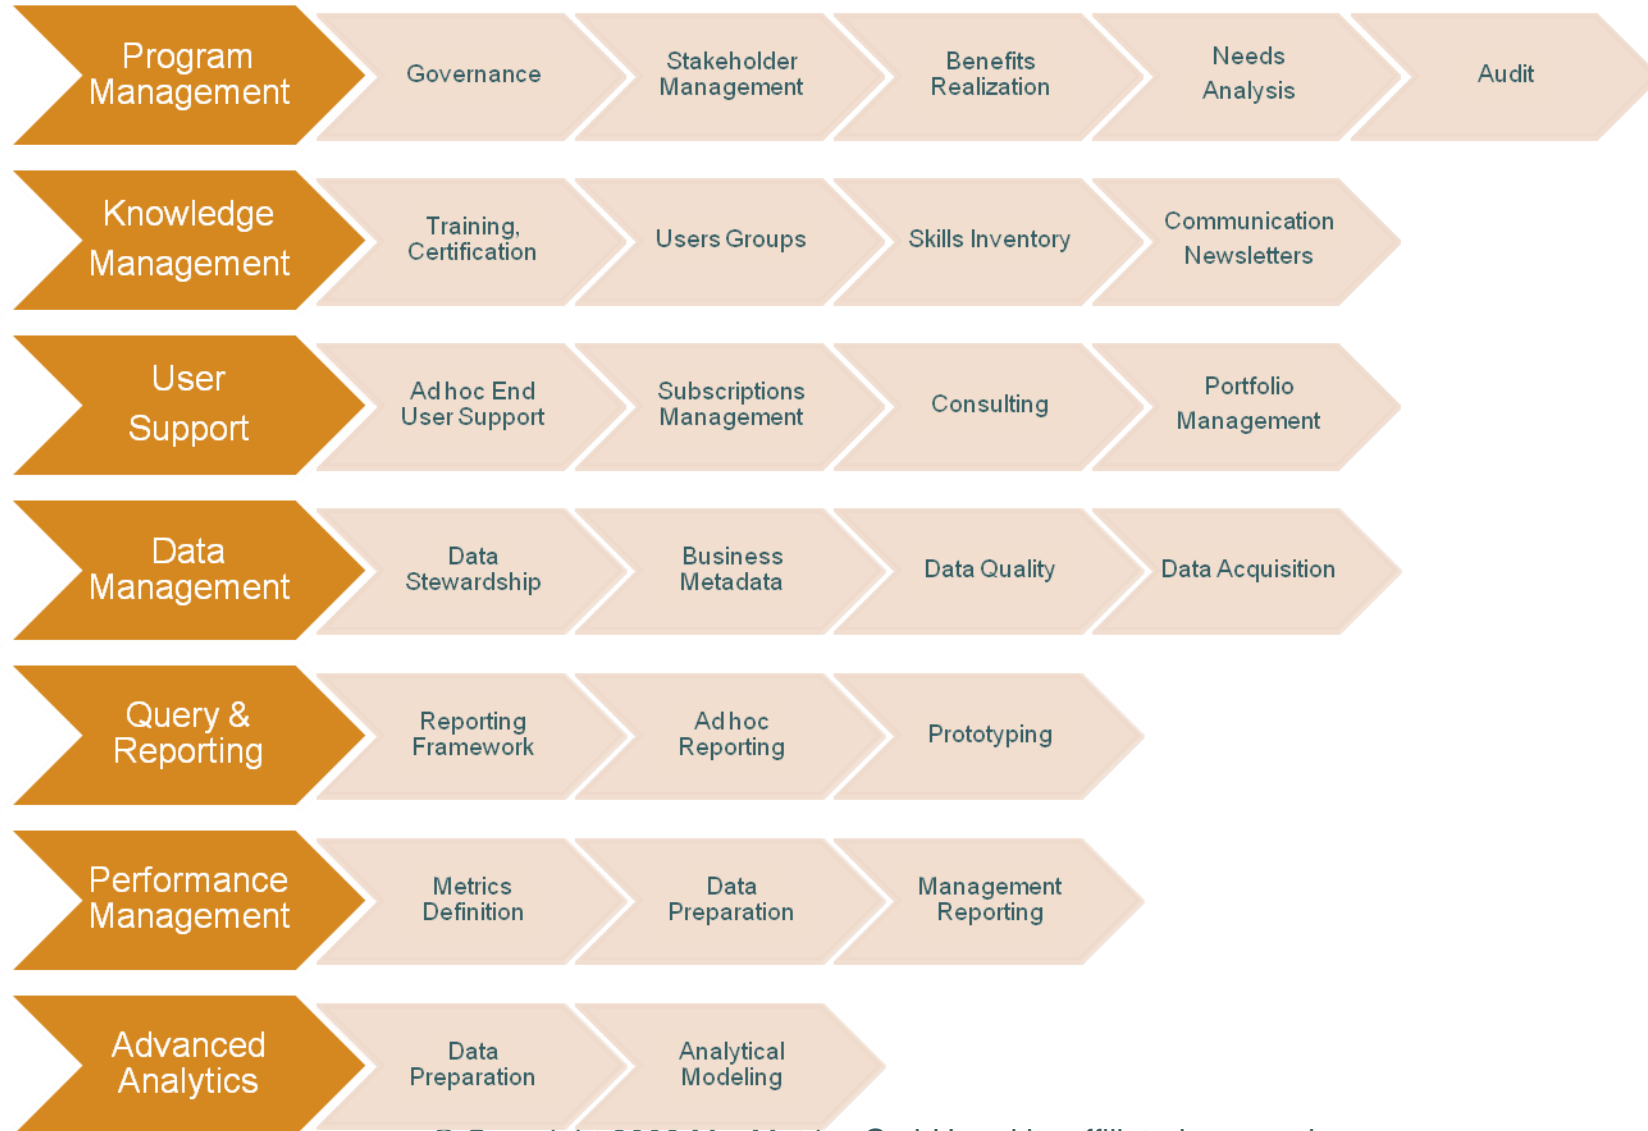 Program
Management
Governance
Stakeholder
Management
Benefits
Realization
Needs
Analysis
Audit
Knowledge
Management
Training,
Certification
Users Groups
Skills Inventory
Communication
Newsletters
User
Support
Ad hoc End
User Support
Subscriptions
Management
Consulting
Portfolio
Management
Data
Management
Data
Stewardship
Business
Metadata
Data Quality
Data Acquisition
Query &
Reporting
Reporting
Framework
Ad hoc
Reporting
Prototyping
Performance
Management
Metrics
Definition
Data
Preparation
Management
Reporting
Advanced
Analytics
Data
Preparation
Analytical
Modeling